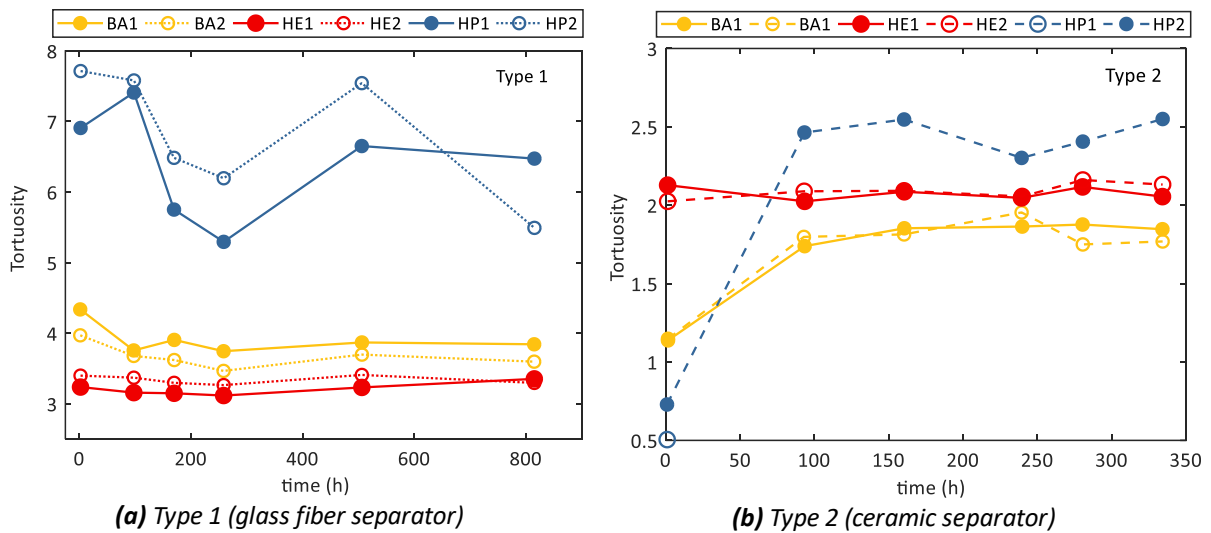 BA1 BA2 HE1 HE2 HP1 HP2
Type 1
8
7
6
5
4
3
Tortuosity
0 200 400 600 800
time (h)
(a) Type 1 (glass fiber separator)
BA1 BA1 HE1 HE2 HP1 HP2
Type 2
3
2.5
2
1.5
1
0.5
Tortuosity
0 50 100 150 200 250 300 350
time (h)
(b) Type 2 (ceramic separator)